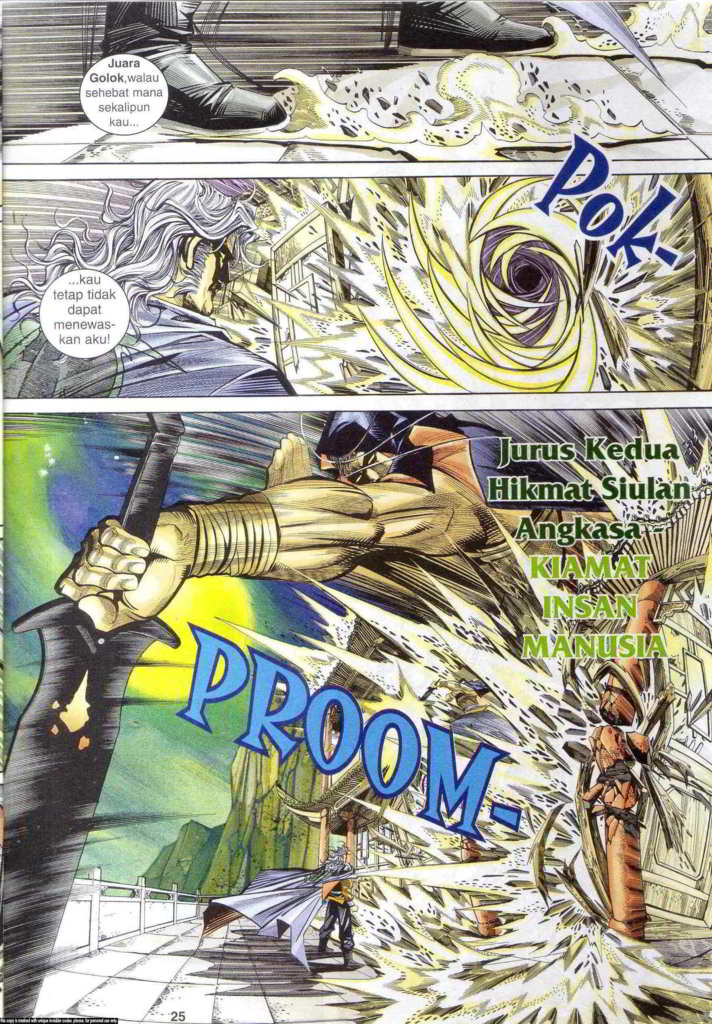 Juara
Golok,walau
sehebat mana
sekalipun
kau...
POK-
...kau
tetap tidak
dapat
menewas-
kan aku!
Jurus Kedua
Hikmat Siulan
Angkasa –
KIAMAT
INSAN
MANUSIA
PROOM-
25